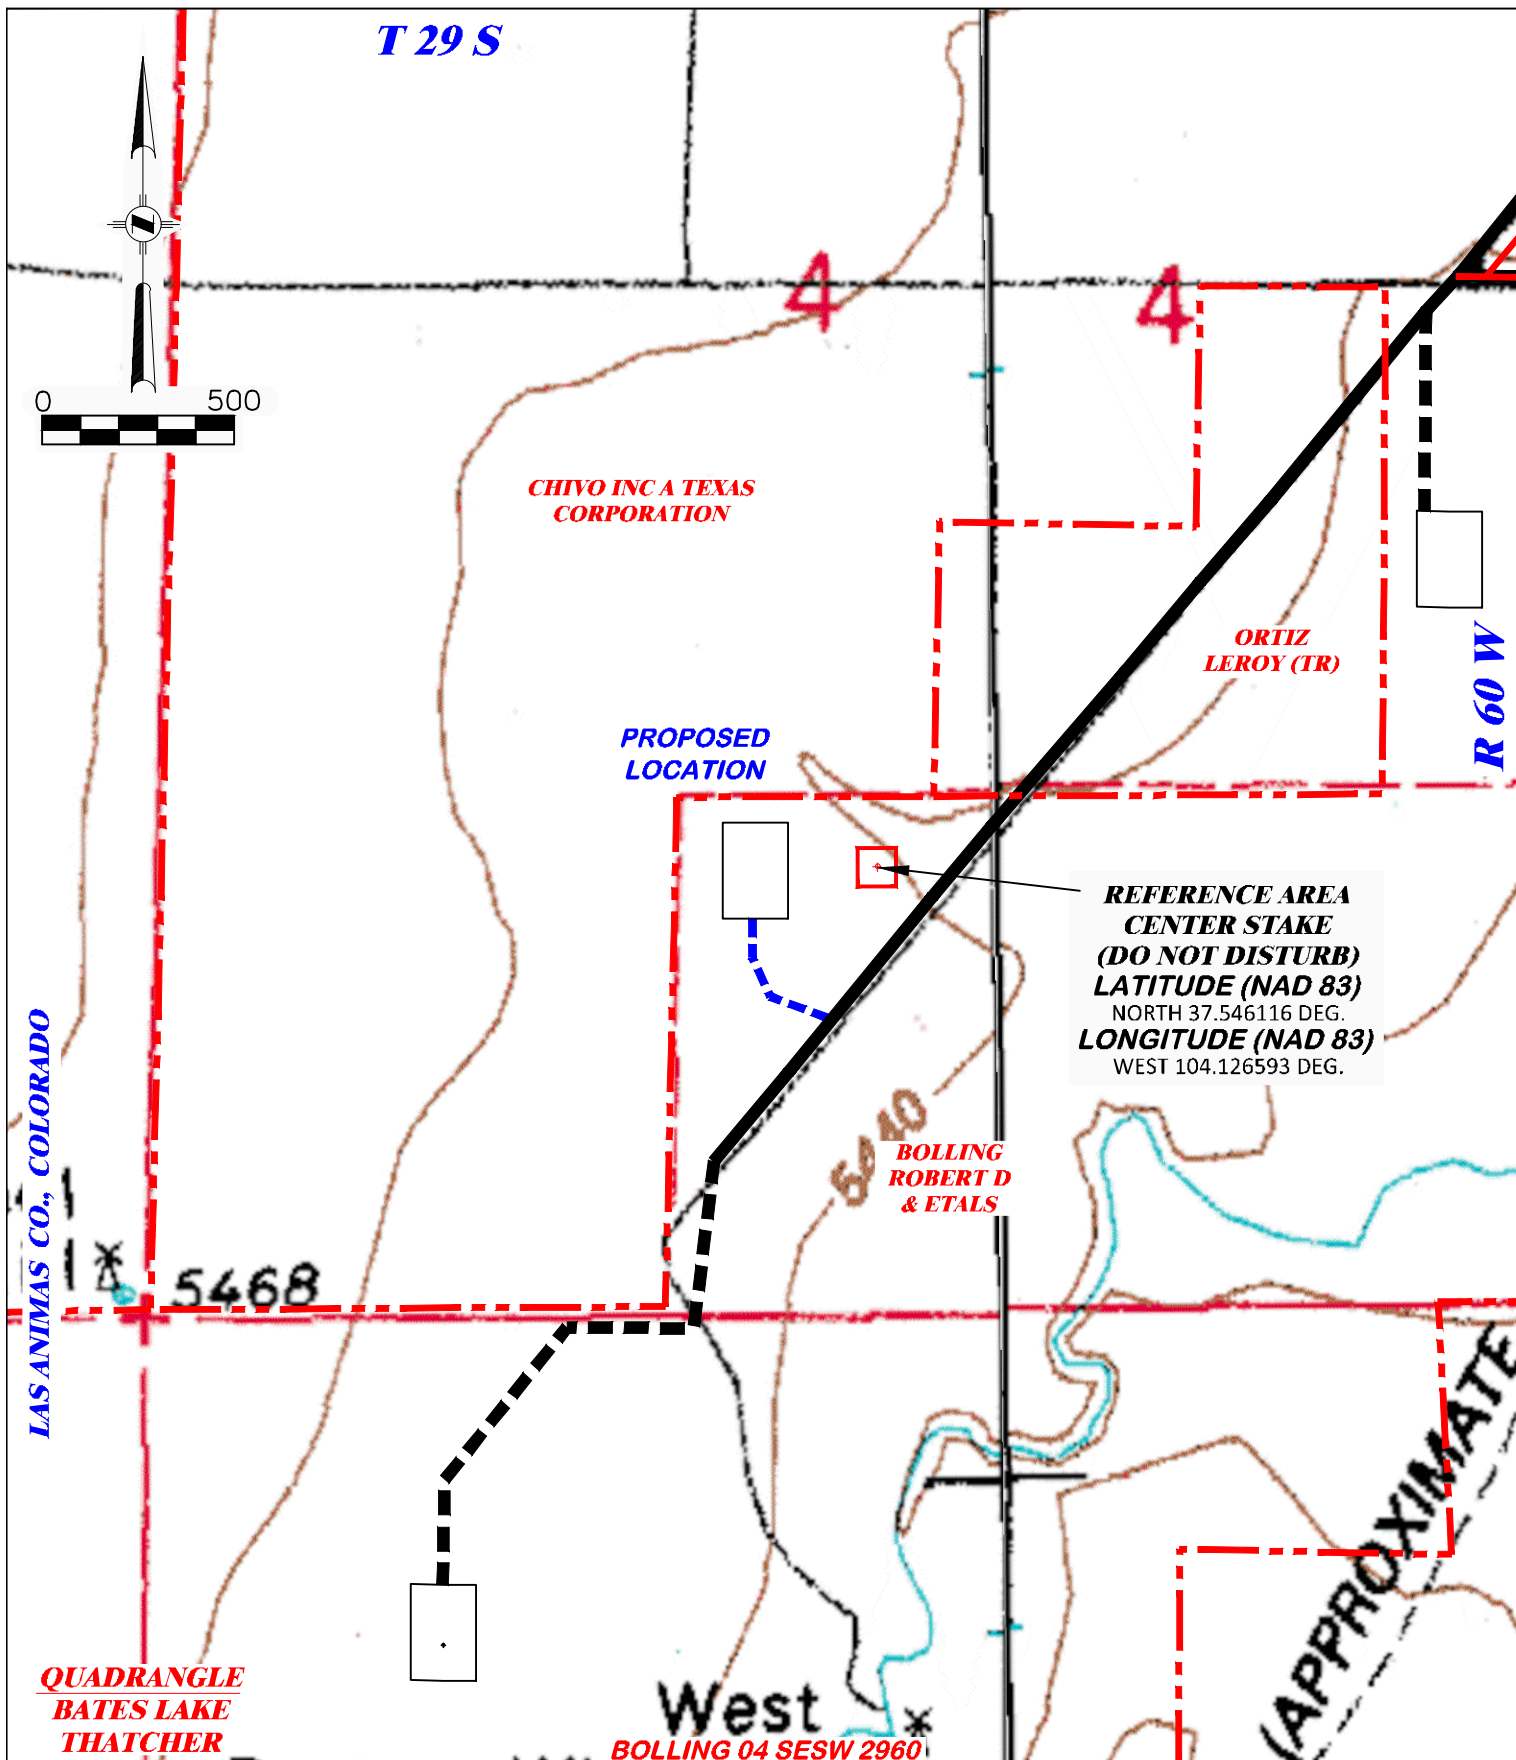 T 29 S
4
4
0 500
CHIVO INC A TEXAS
CORPORATION
ORTIZ
LEROY (TR)
R 60 W
PROPOSED
LOCATION
REFERENCE AREA
CENTER STAKE
(DO NOT DISTURB)
LATITUDE (NAD 83)
NORTH 37.546116 DEG.
LONGITUDE (NAD 83)
WEST 104.126593 DEG.
LAS ANIMAS CO., COLORADO
BOLLING
ROBERT D
& ETALS
5468
(APPROXIMATE
QUADRANGLE
BATES LAKE
THATCHER
West
BOLLING 04 SESW 2960